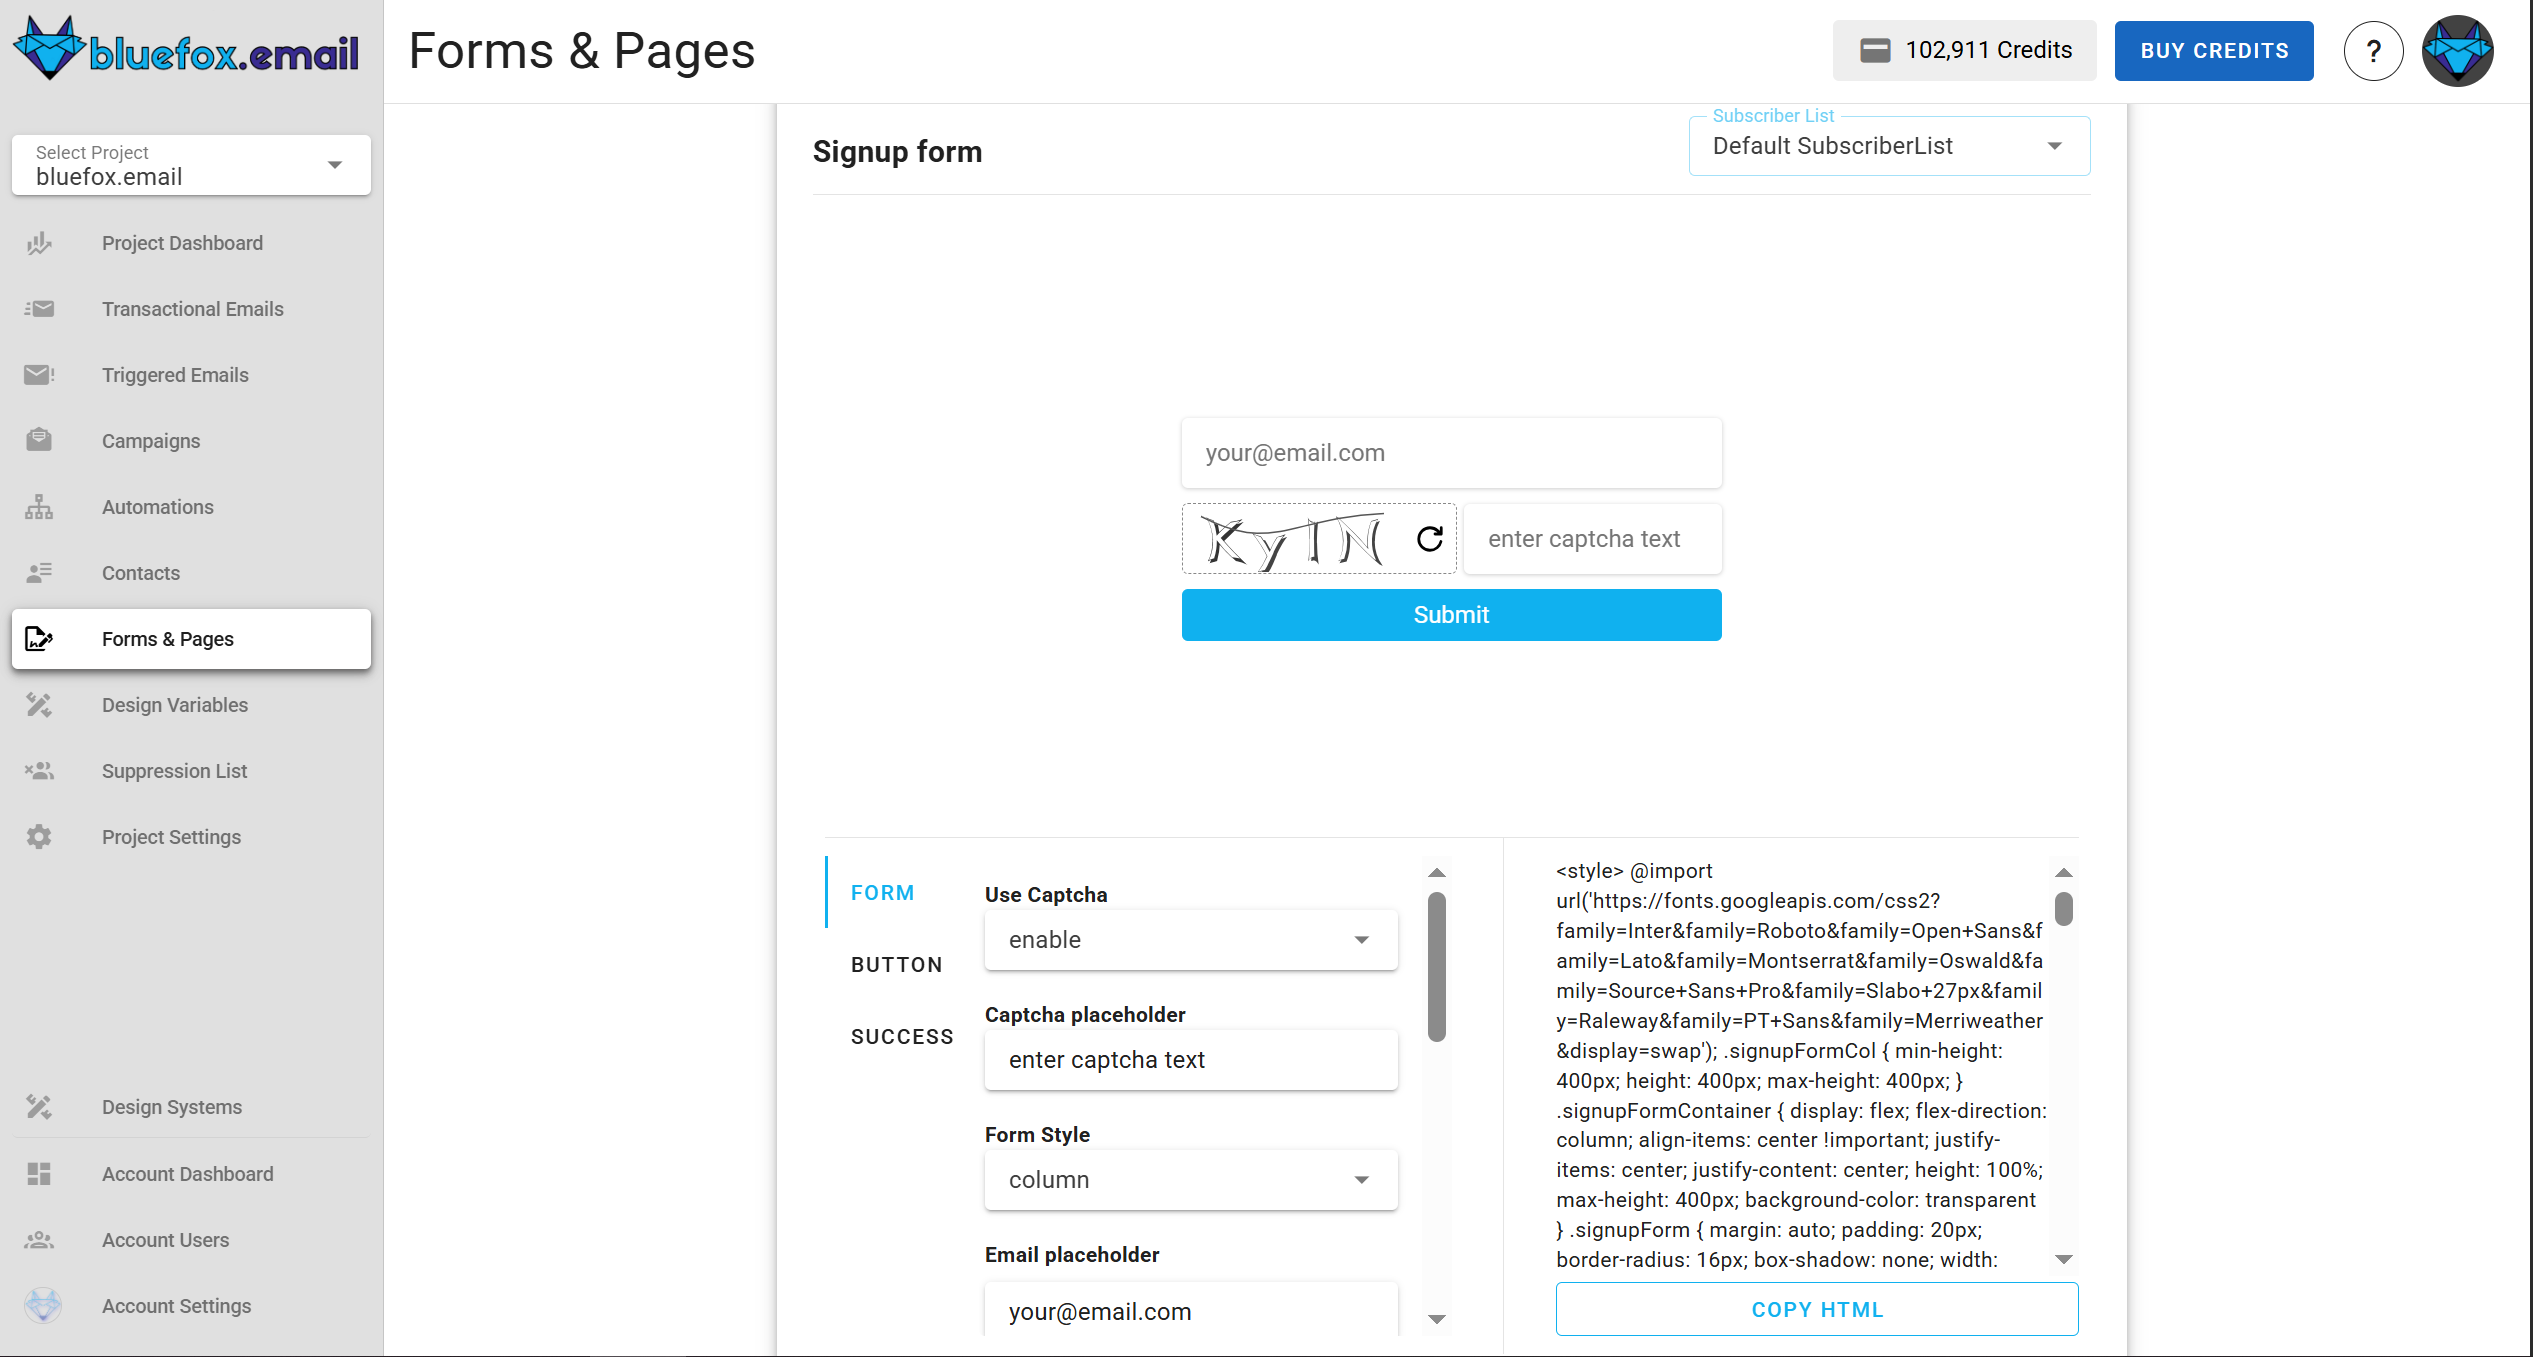 bluefox.email
Forms & Pages
102,911 Credits
BUY CREDITS
?
Select Project
bluefox.email
Project Dashboard
Transactional Emails
Triggered Emails
Campaigns
Automations
Contacts
Forms & Pages
Design Variables
Suppression List
Project Settings
Design Systems
Account Dashboard
Account Users
Account Settings
Signup form
Subscriber List
Default SubscriberList
your@email.com
enter captcha text
Submit
FORM
BUTTON
SUCCESS
Use Captcha
enable
Captcha placeholder
enter captcha text
Form Style
column
Email placeholder
your@email.com
<style> @import
url('https://fonts.googleapis.com/css2?
family=Inter&family=Roboto&family=Open+Sans&f
amily=Lato&family=Montserrat&family=Oswald&fa
mily=Source+Sans+Pro&family=Slabo+27px&famil
y=Raleway&family=PT+Sans&family=Merriweather
&display=swap'); .signupFormCol { min-height:
400px; height: 400px; max-height: 400px; }
.signupFormContainer { display: flex; flex-direction:
column; align-items: center !important; justify-
items: center; justify-content: center; height: 100%;
max-height: 400px; background-color: transparent
} .signupForm { margin: auto; padding: 20px;
border-radius: 16px; box-shadow: none; width:
COPY HTML